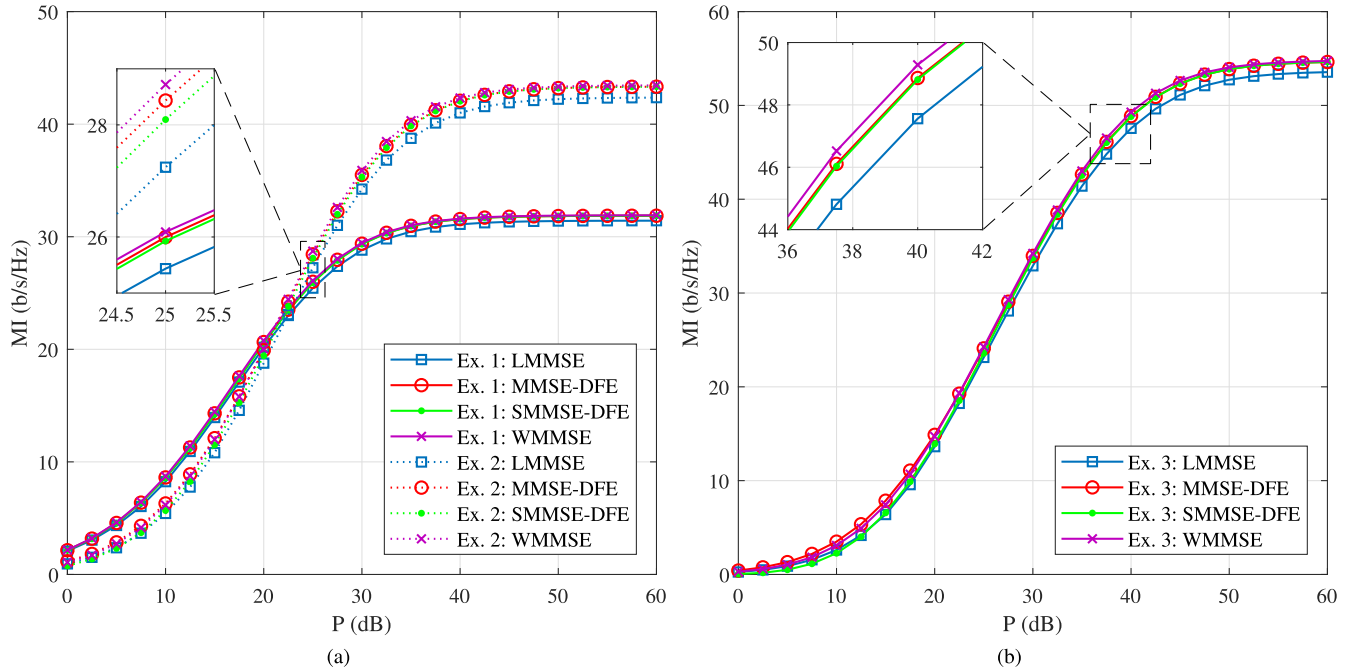 50
40
30
20
10
0
MI (b/s/Hz)
28
26
24.5 25 25.5
Ex. 1: LMMSE
Ex. 1: MMSE-DFE
Ex. 1: SMMSE-DFE
Ex. 1: WMMSE
Ex. 2: LMMSE
Ex. 2: MMSE-DFE
Ex. 2: SMMSE-DFE
Ex. 2: WMMSE
0 10 20 30 40 50 60
P (dB)
(a)
60
50
40
30
20
10
0
MI (b/s/Hz)
50
48
46
44
36 38 40 42
Ex. 3: LMMSE
Ex. 3: MMSE-DFE
Ex. 3: SMMSE-DFE
Ex. 3: WMMSE
0 10 20 30 40 50 60
P (dB)
(b)